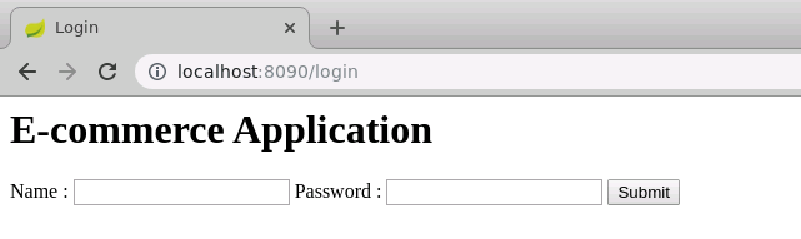 Login
localhost:8090/login
E-commerce Application
Name : Password : Submit